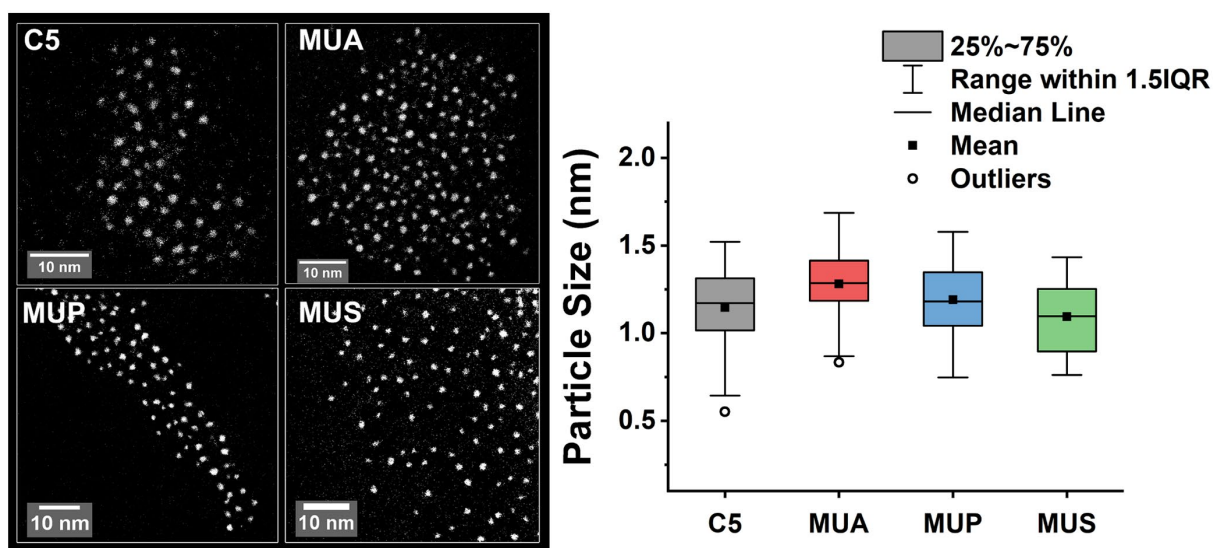 C5
MUA
10 nm
10 nm
MUP
MUS
10 nm
10 nm
25%~75%
Range within 1.5IQR
Median Line
Mean
Outliers
Particle Size (nm)
2.0
1.5
1.0
0.5
C5 MUA MUP MUS